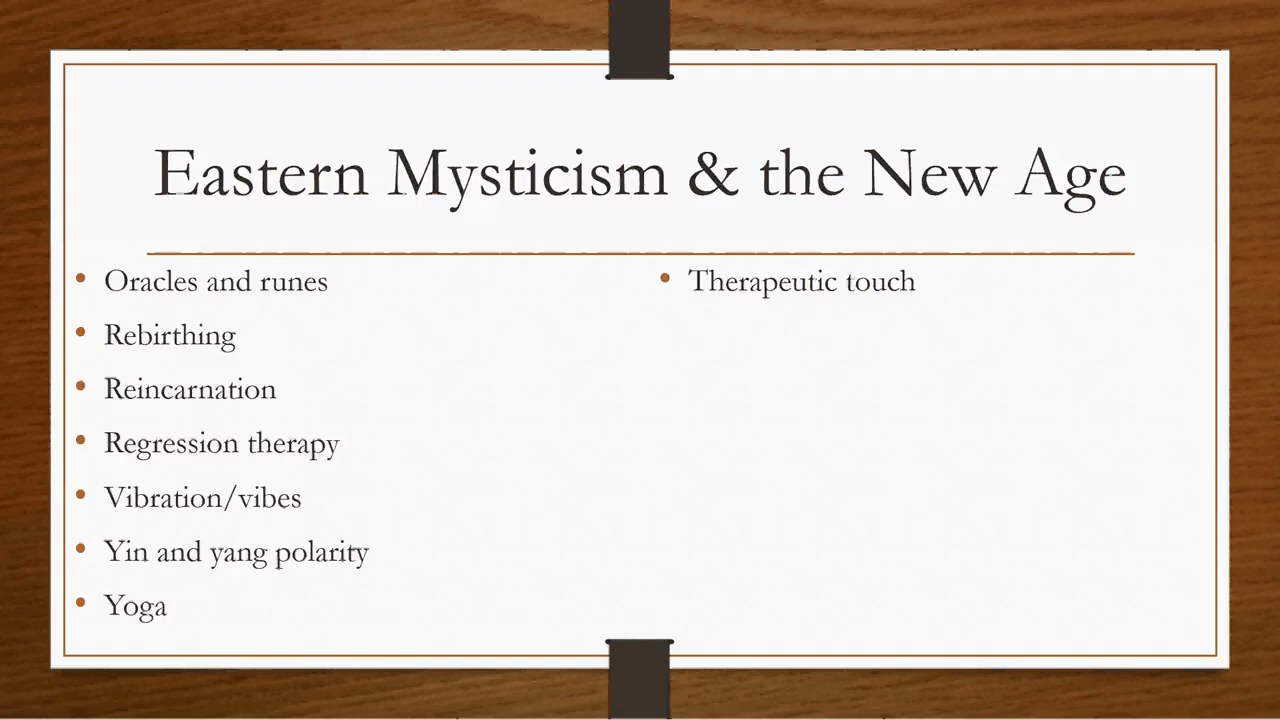 Eastern Mysticism & the New Age
• Oracles and runes
• Rebirthing
• Reincarnation
• Regression therapy
• Vibration/vibes
• Yin and yang polarity
• Yoga
• Therapeutic touch